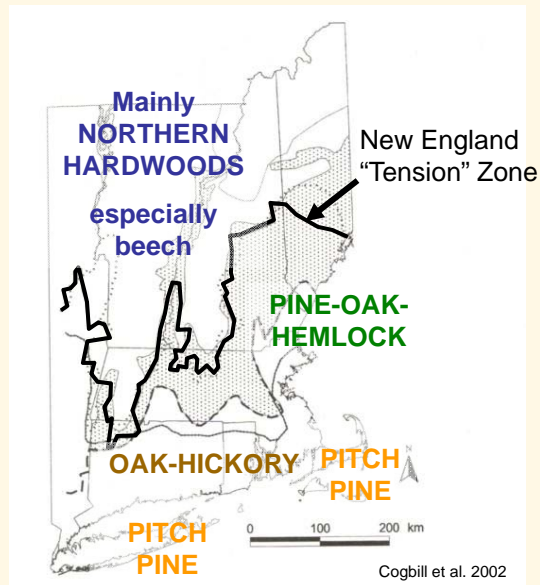 Mainly
NORTHERN
HARDWOODS
especially
beech
New England
“Tension” Zone
PINE-OAK-
HEMLOCK
OAK-HICKORY
PITCH
PINE
PITCH
PINE
0 100 200 km
N
Cogbill et al. 2002